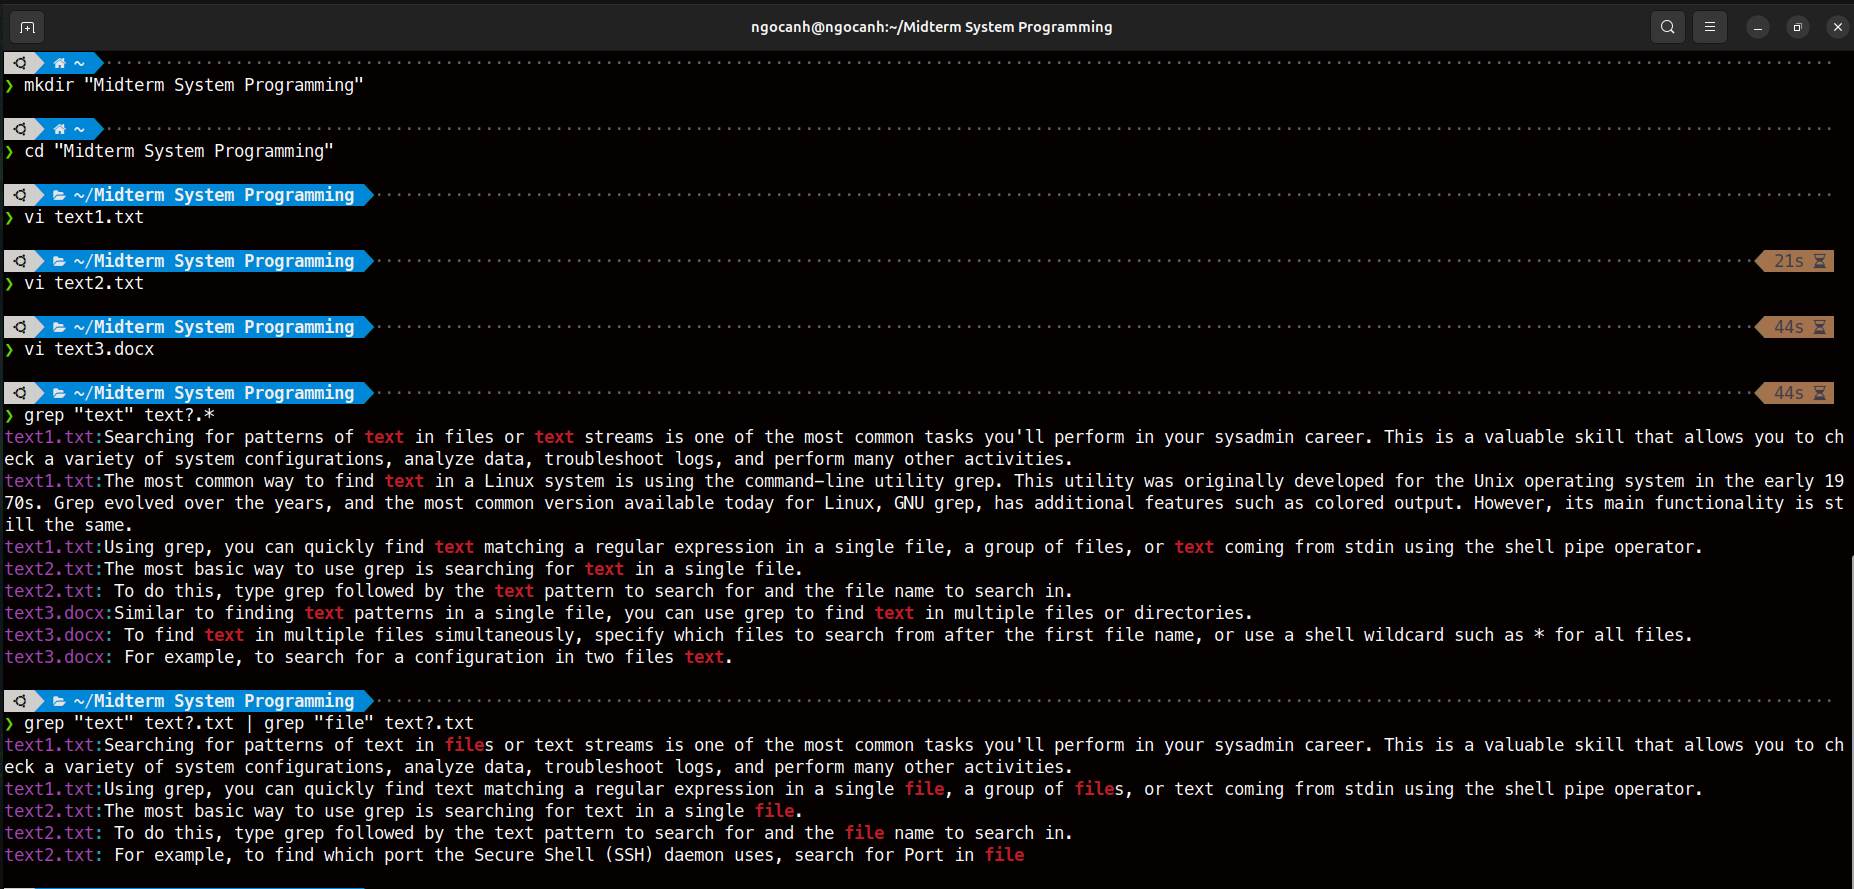 ngocanh@ngocanh:~/Midterm System Programming
~
❯ mkdir "Midterm System Programming"
~
❯ cd "Midterm System Programming"
~/Midterm System Programming
❯ vi text1.txt
~/Midterm System Programming 21s
❯ vi text2.txt
~/Midterm System Programming 44s
❯ vi text3.docx
~/Midterm System Programming 44s
❯ grep "text" text?.*
text1.txt:Searching for patterns of text in files or text streams is one of the most common tasks you'll perform in your sysadmin career. This is a valuable skill that allows you to ch
eck a variety of system configurations, analyze data, troubleshoot logs, and perform many other activities.
text1.txt:The most common way to find text in a Linux system is using the command-line utility grep. This utility was originally developed for the Unix operating system in the early 19
70s. Grep evolved over the years, and the most common version available today for Linux, GNU grep, has additional features such as colored output. However, its main functionality is st
ill the same.
text1.txt:Using grep, you can quickly find text matching a regular expression in a single file, a group of files, or text coming from stdin using the shell pipe operator.
text2.txt:The most basic way to use grep is searching for text in a single file.
text2.txt: To do this, type grep followed by the text pattern to search for and the file name to search in.
text3.docx:Similar to finding text patterns in a single file, you can use grep to find text in multiple files or directories.
text3.docx: To find text in multiple files simultaneously, specify which files to search from after the first file name, or use a shell wildcard such as * for all files.
text3.docx: For example, to search for a configuration in two files text.
~/Midterm System Programming
❯ grep "text" text?.txt | grep "file" text?.txt
text1.txt:Searching for patterns of text in files or text streams is one of the most common tasks you'll perform in your sysadmin career. This is a valuable skill that allows you to ch
eck a variety of system configurations, analyze data, troubleshoot logs, and perform many other activities.
text1.txt:Using grep, you can quickly find text matching a regular expression in a single file, a group of files, or text coming from stdin using the shell pipe operator.
text2.txt:The most basic way to use grep is searching for text in a single file.
text2.txt: To do this, type grep followed by the text pattern to search for and the file name to search in.
text2.txt: For example, to find which port the Secure Shell (SSH) daemon uses, search for Port in file